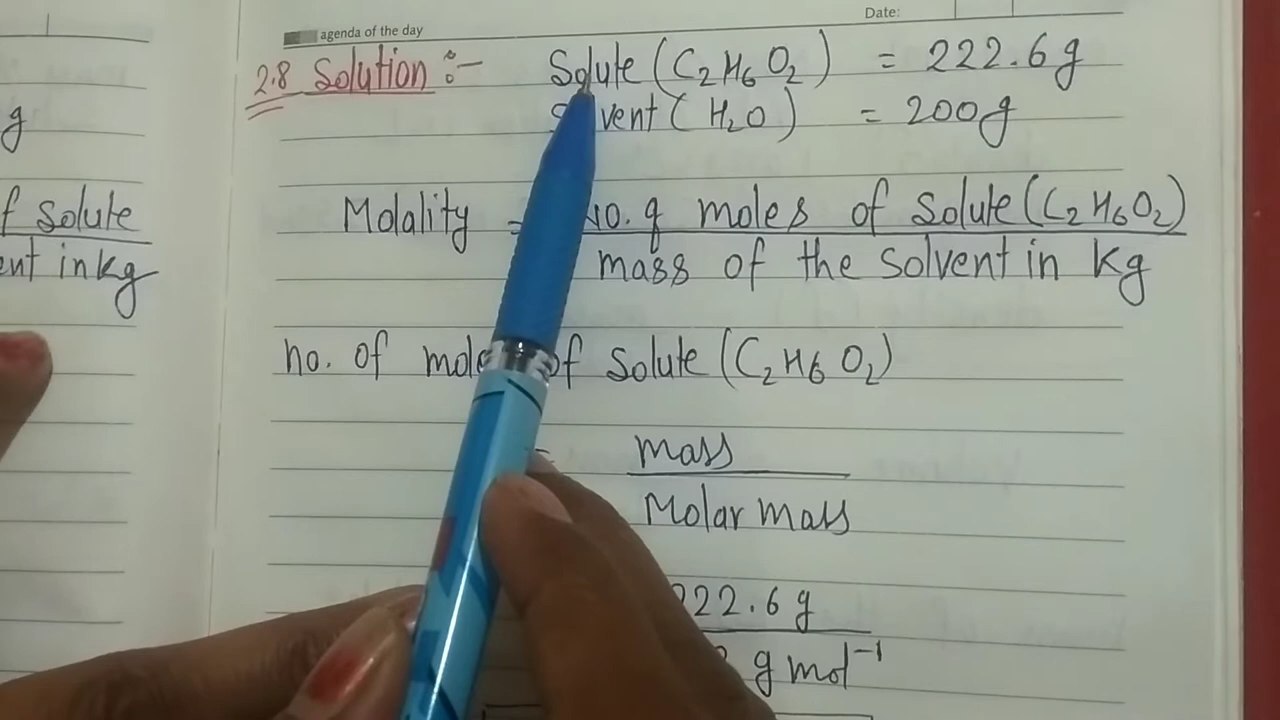 agenda of the day
Date:
2.8 Solution :- Solute (C₂H₆O₂) = 222.6 g
vent (H₂O) = 200g
g
Molality = No. of moles of Solute (C₂H₆O₂)
mass of the Solvent in Kg
f Solute
ent in kg
no. of mole of Solute (C₂H₆O₂)
= mass
Molar mass
222.6 g
g mol⁻¹